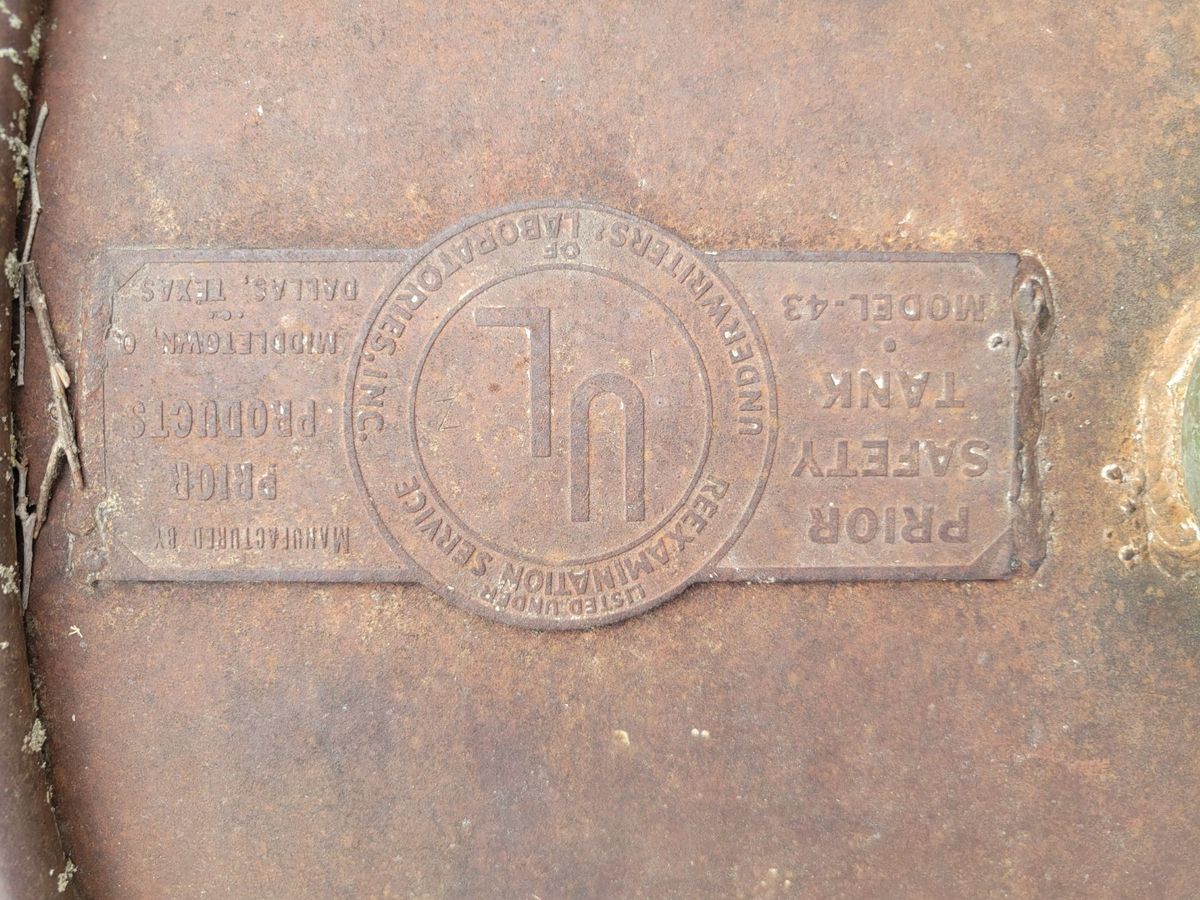 PRIOR
SAFETY
TANK
•
MODEL-43
LISTED UNDER
REEXAMINATION SERVICE
UL
OF
UNDERWRITERS' LABORATORIES, INC.
MANUFACTURED BY
PRIOR
PRODUCTS
MIDDLETOWN, O.
DALLAS, TEXAS